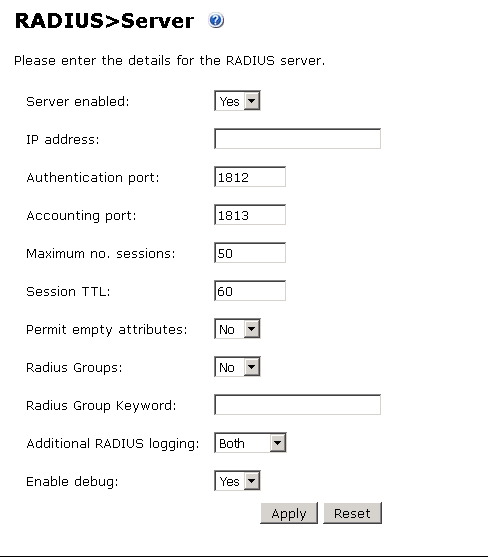 RADIUS>Server ?
Please enter the details for the RADIUS server.
Server enabled: Yes
IP address:
Authentication port: 1812
Accounting port: 1813
Maximum no. sessions: 50
Session TTL: 60
Permit empty attributes: No
Radius Groups: No
Radius Group Keyword:
Additional RADIUS logging: Both
Enable debug: Yes
Apply Reset